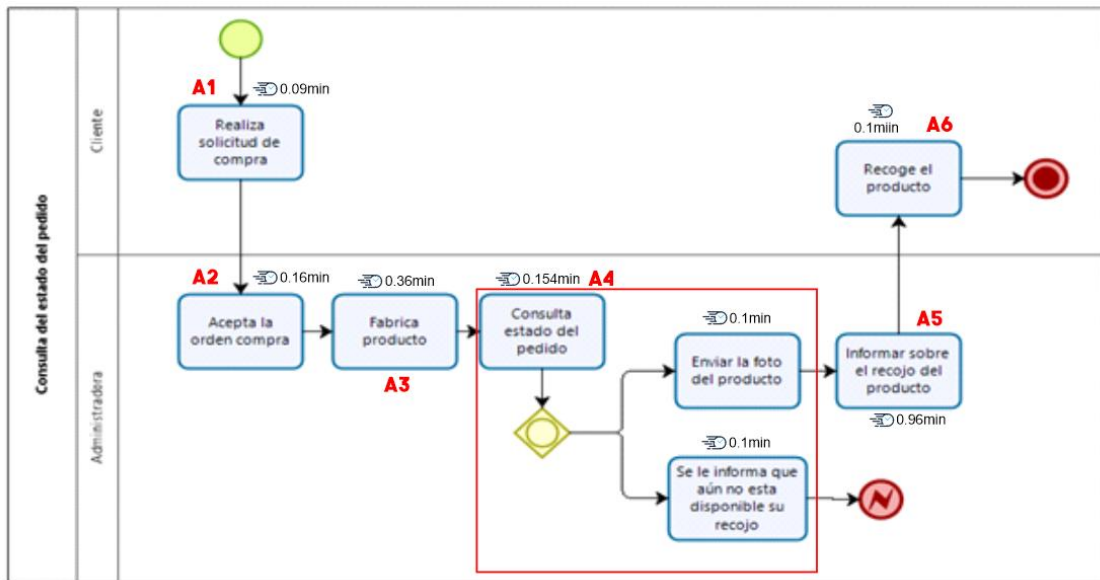 Consulta del estado del pedido
Cliente
A1
0.09min
Realiza
solicitud de
compra
0.1miin
A6
Recoge el
producto
Administradora
A2
0.16min
Acepta la
orden compra
0.36min
Fabrica
producto
A3
0.154min
A4
Consulta
estado del
pedido
0.1min
Enviar la foto
del producto
A5
Informar sobre
el recojo del
producto
0.96min
0.1min
Se le informa que
aún no esta
disponible su
recojo